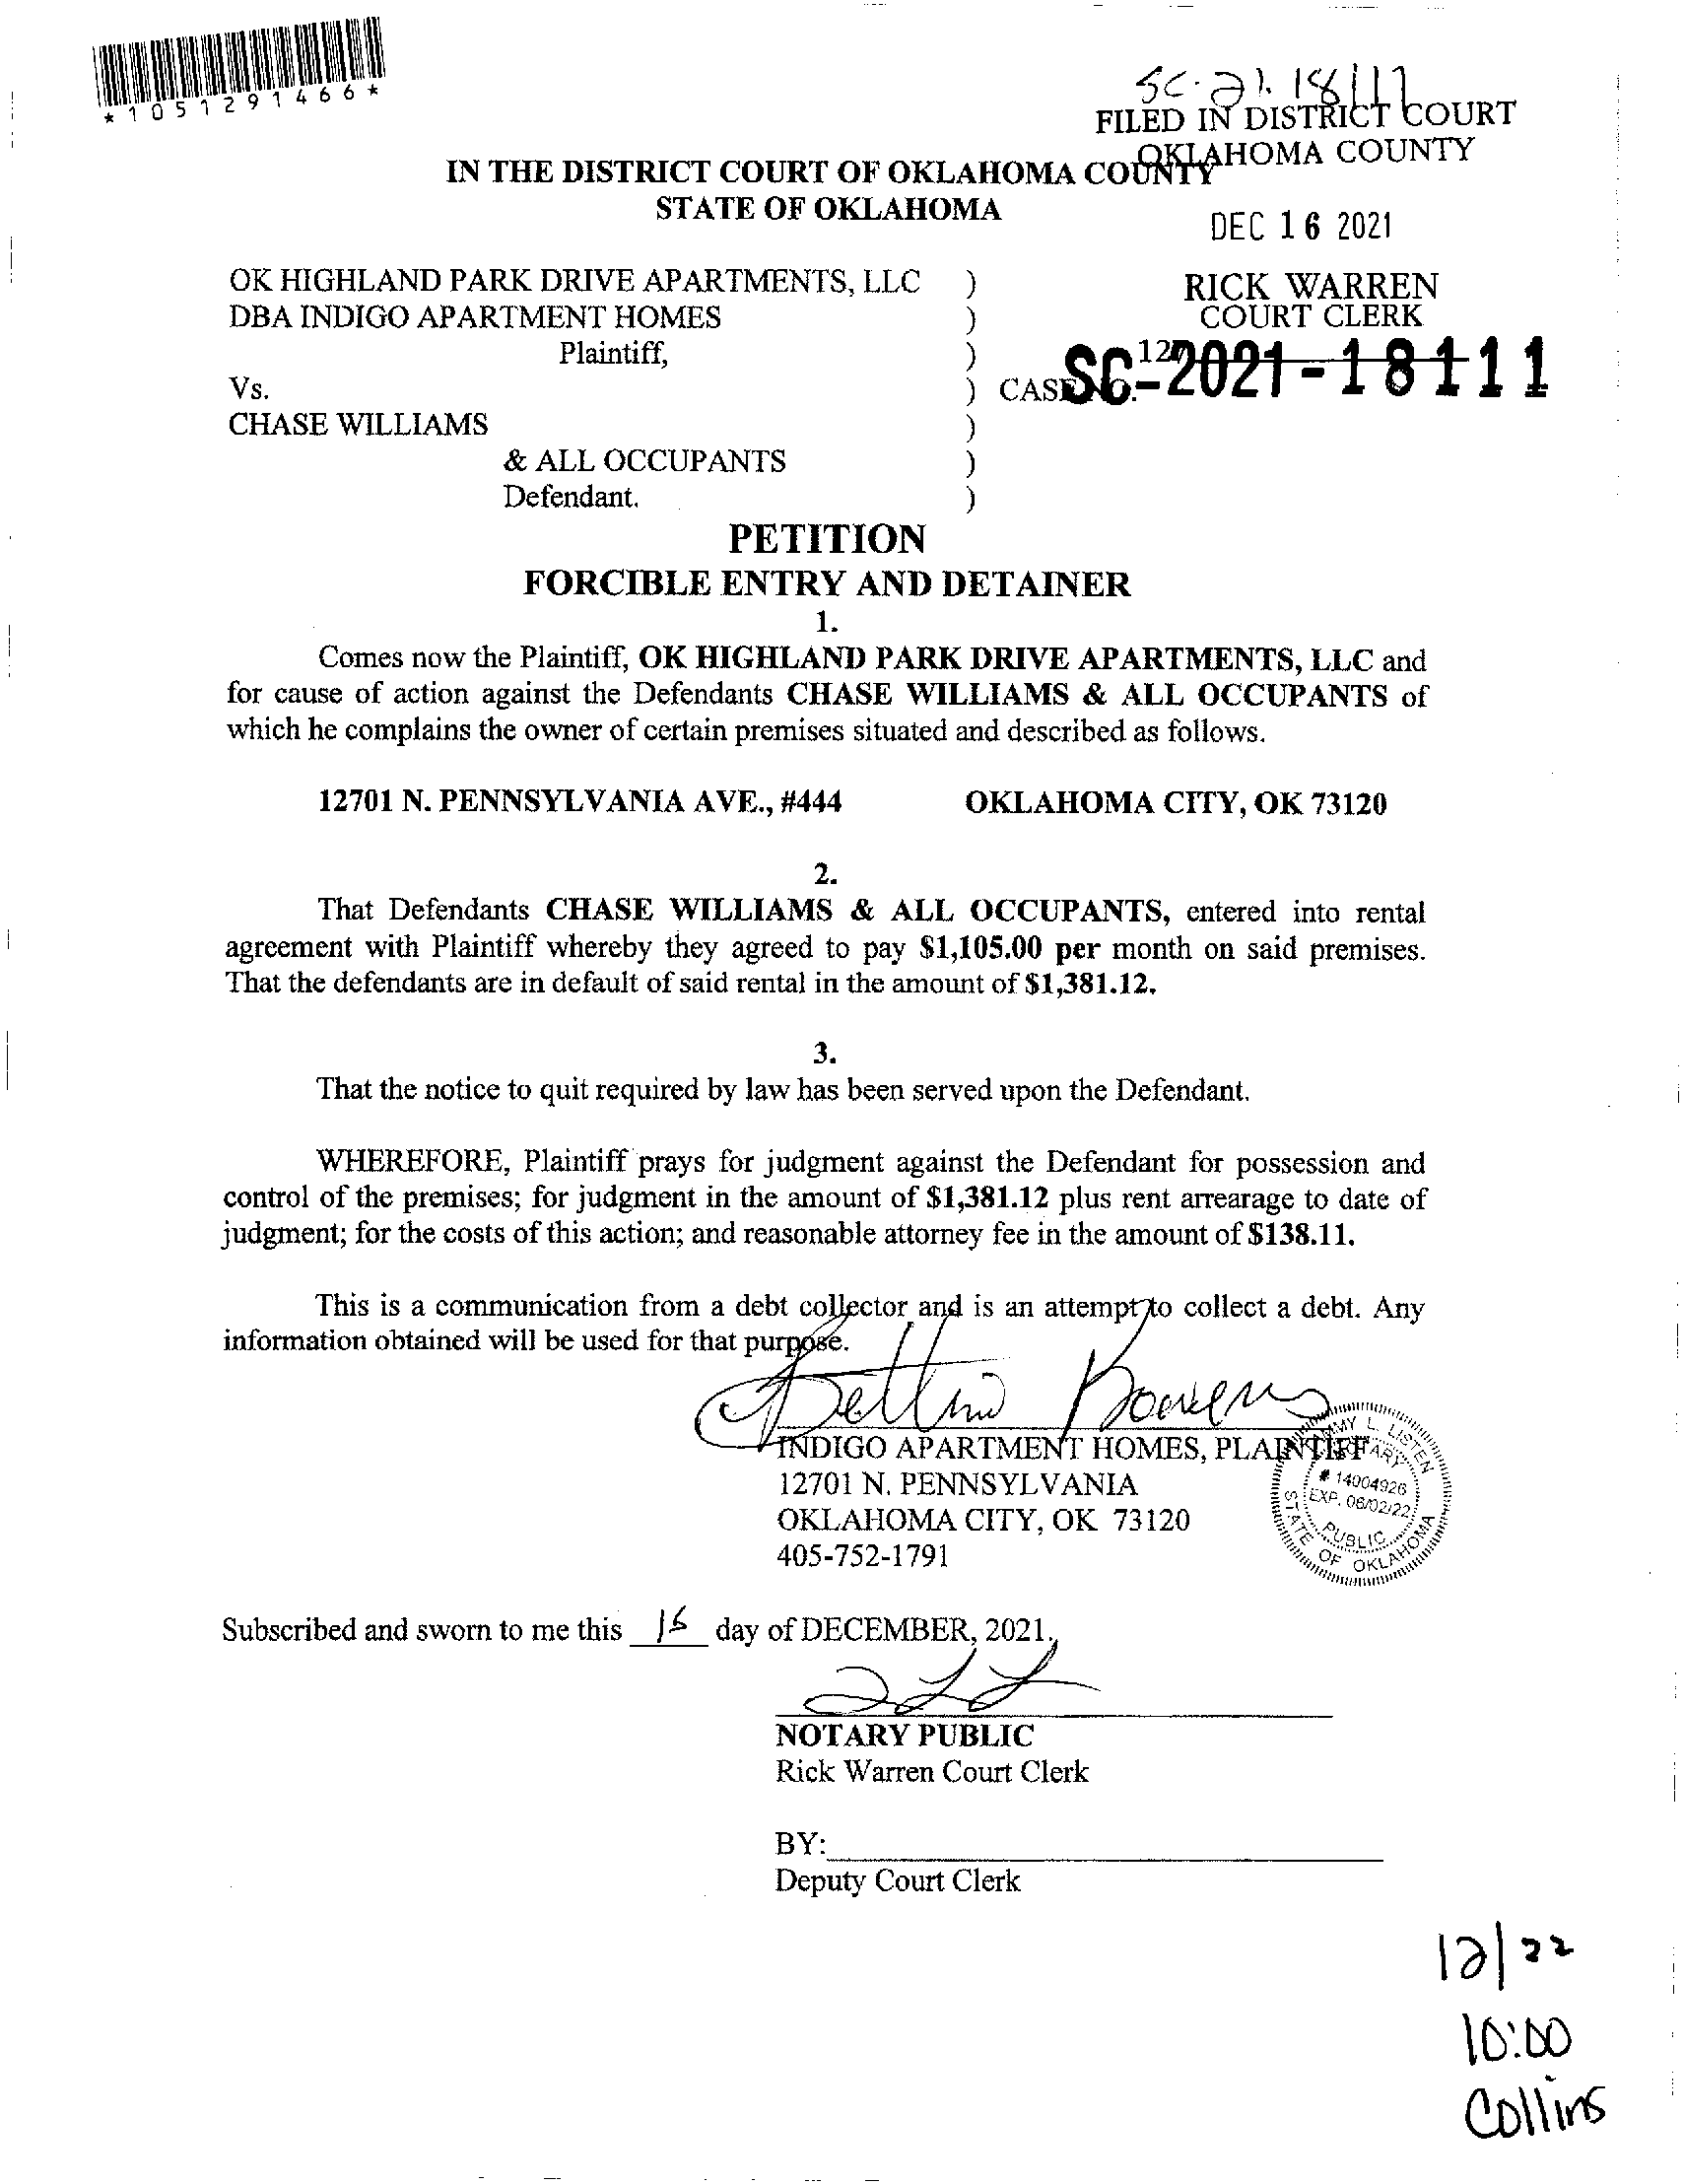 *1051291466*
SC-21-18117
FILED IN DISTRICT COURT
OKLAHOMA COUNTY
IN THE DISTRICT COURT OF OKLAHOMA COUNTY
STATE OF OKLAHOMA
DEC 16 2021
OK HIGHLAND PARK DRIVE APARTMENTS, LLC )
RICK WARREN
DBA INDIGO APARTMENT HOMES )
COURT CLERK
Plaintiff, )
Vs. ) CASE NO.
SC-2021-18111
CHASE WILLIAMS )
& ALL OCCUPANTS )
Defendant. )
PETITION
FORCIBLE ENTRY AND DETAINER
1.
Comes now the Plaintiff, OK HIGHLAND PARK DRIVE APARTMENTS, LLC and
for cause of action against the Defendants CHASE WILLIAMS & ALL OCCUPANTS of
which he complains the owner of certain premises situated and described as follows.
12701 N. PENNSYLVANIA AVE., #444 OKLAHOMA CITY, OK 73120
2.
That Defendants CHASE WILLIAMS & ALL OCCUPANTS, entered into rental
agreement with Plaintiff whereby they agreed to pay $1,105.00 per month on said premises.
That the defendants are in default of said rental in the amount of $1,381.12.
3.
That the notice to quit required by law has been served upon the Defendant.
WHEREFORE, Plaintiff prays for judgment against the Defendant for possession and
control of the premises; for judgment in the amount of $1,381.12 plus rent arrearage to date of
judgment; for the costs of this action; and reasonable attorney fee in the amount of $138.11.
This is a communication from a debt collector and is an attempt to collect a debt. Any
information obtained will be used for that purpose.
Bowens
INDIGO APARTMENT HOMES, PLAINTIFF
12701 N. PENNSYLVANIA
OKLAHOMA CITY, OK 73120
405-752-1791
TAMMY L. LISTEN
NOTARY
# 14004926
EXP. 06/02/22
PUBLIC
STATE OF OKLAHOMA
Subscribed and sworn to me this 16 day of DECEMBER, 2021.
NOTARY PUBLIC
Rick Warren Court Clerk
BY:
Deputy Court Clerk
12/22
10:00
Collins